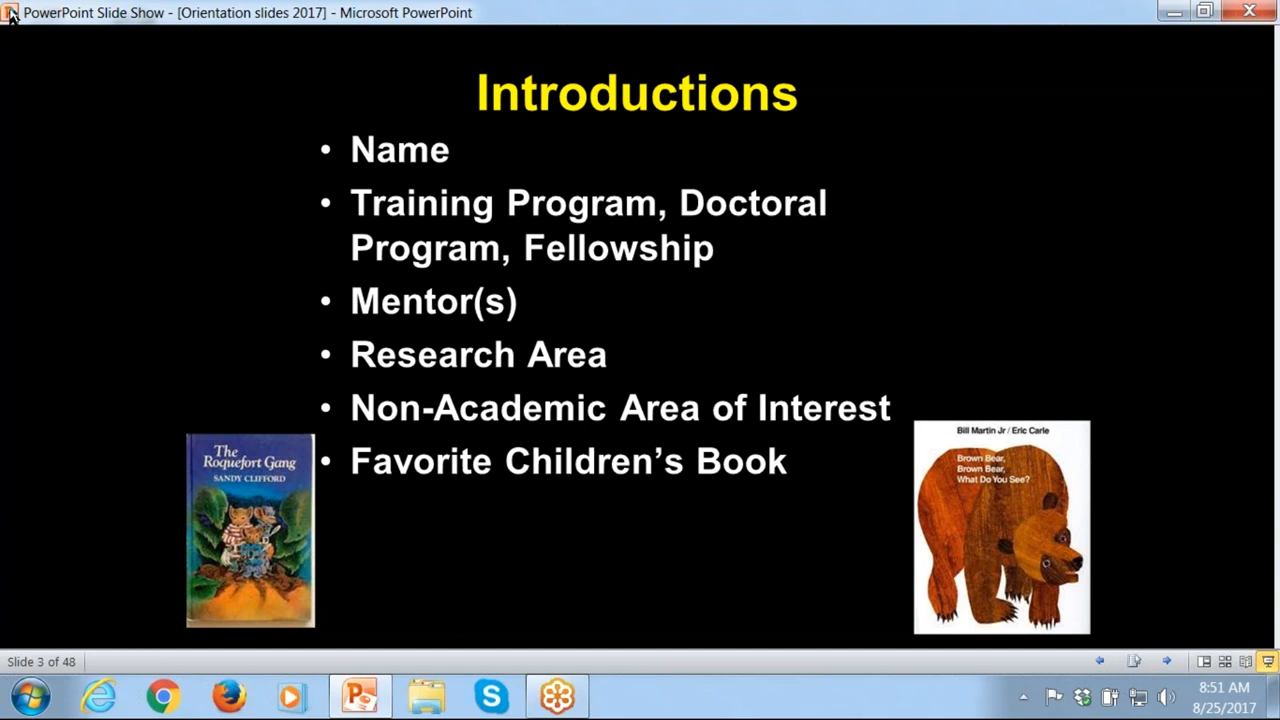 PowerPoint Slide Show - [Orientation slides 2017] - Microsoft PowerPoint
Introductions
• Name
• Training Program, Doctoral
Program, Fellowship
• Mentor(s)
• Research Area
• Non-Academic Area of Interest
• Favorite Children’s Book
The
Roquefort Gang
SANDY CLIFFORD
Bill Martin Jr / Eric Carle
Brown Bear,
Brown Bear,
What Do You See?
Slide 3 of 48
8:51 AM
8/25/2017